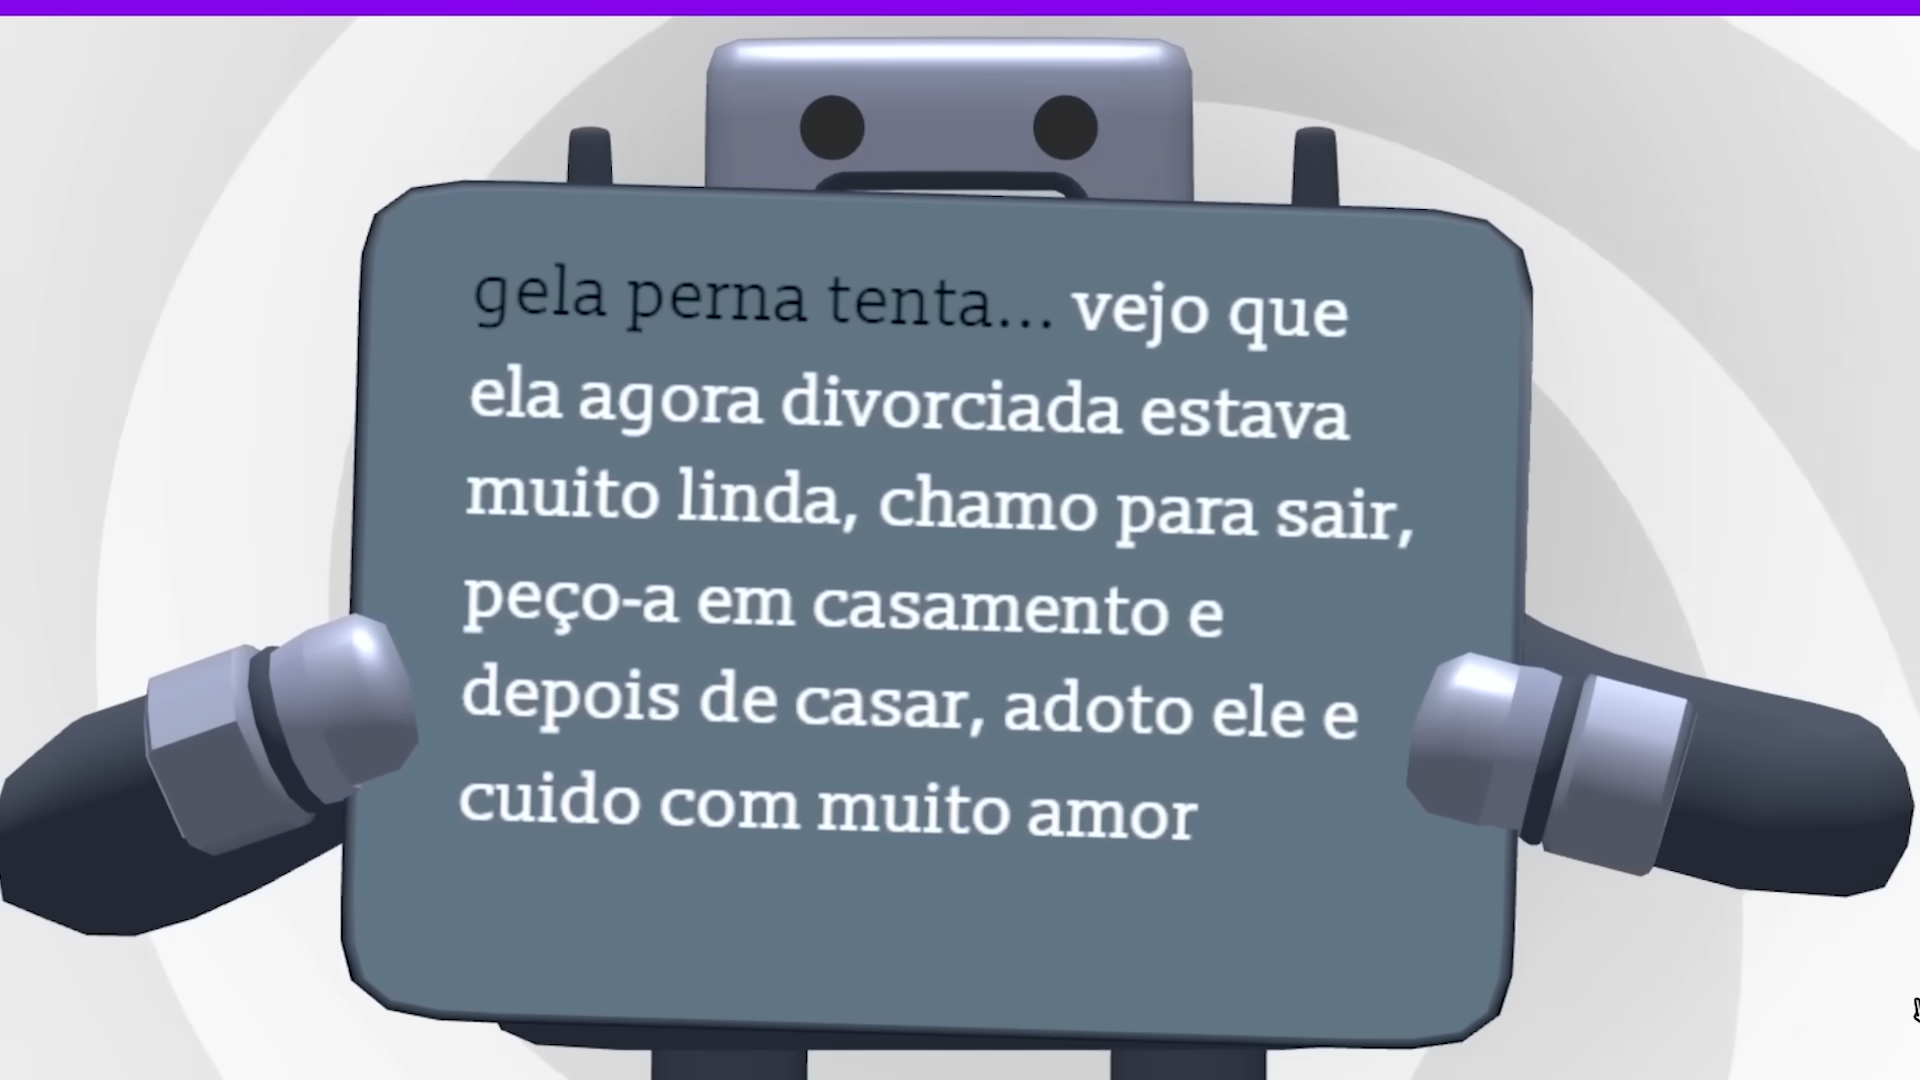 gela perna tenta... vejo que
ela agora divorciada estava
muito linda, chamo para sair,
peço-a em casamento e
depois de casar, adoto ele e
cuido com muito amor